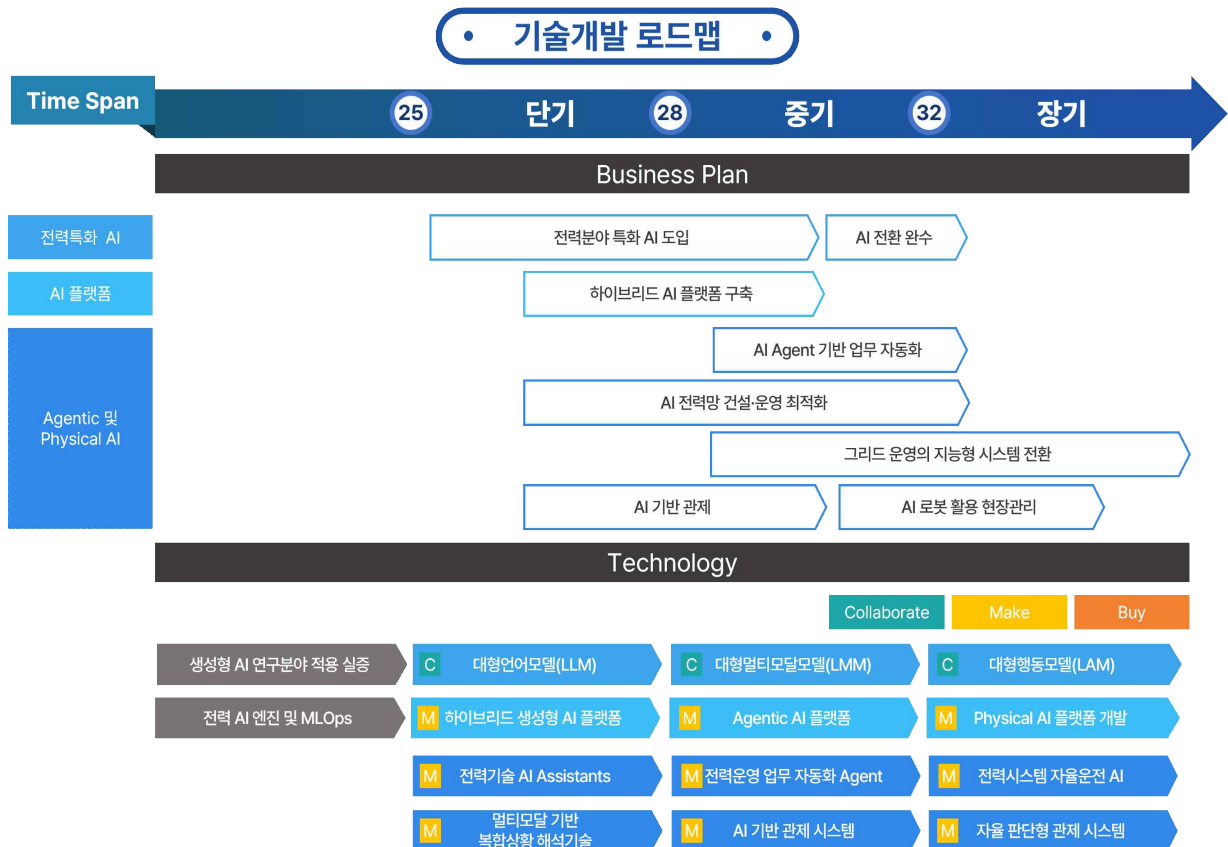 기술개발 로드맵
Time Span
25
단기
28
중기
32
장기
Business Plan
전력특화 AI
전력분야 특화 AI 도입
AI 전환 완수
AI 플랫폼
하이브리드 AI 플랫폼 구축
Agentic 및
Physical AI
AI Agent 기반 업무 자동화
AI 전력망 건설·운영 최적화
그리드 운영의 지능형 시스템 전환
AI 기반 관제
AI 로봇 활용 현장관리
Technology
Collaborate
Make
Buy
생성형 AI 연구분야 적용 실증
C 대형언어모델(LLM)
C 대형멀티모달모델(LMM)
C 대형행동모델(LAM)
전력 AI 엔진 및 MLOps
M 하이브리드 생성형 AI 플랫폼
M Agentic AI 플랫폼
M Physical AI 플랫폼 개발
M 전력기술 AI Assistants
M 전력운영 업무 자동화 Agent
M 전력시스템 자율운전 AI
M 멀티모달 기반
복합상황 해석기술
M AI 기반 관제 시스템
M 자율 판단형 관제 시스템